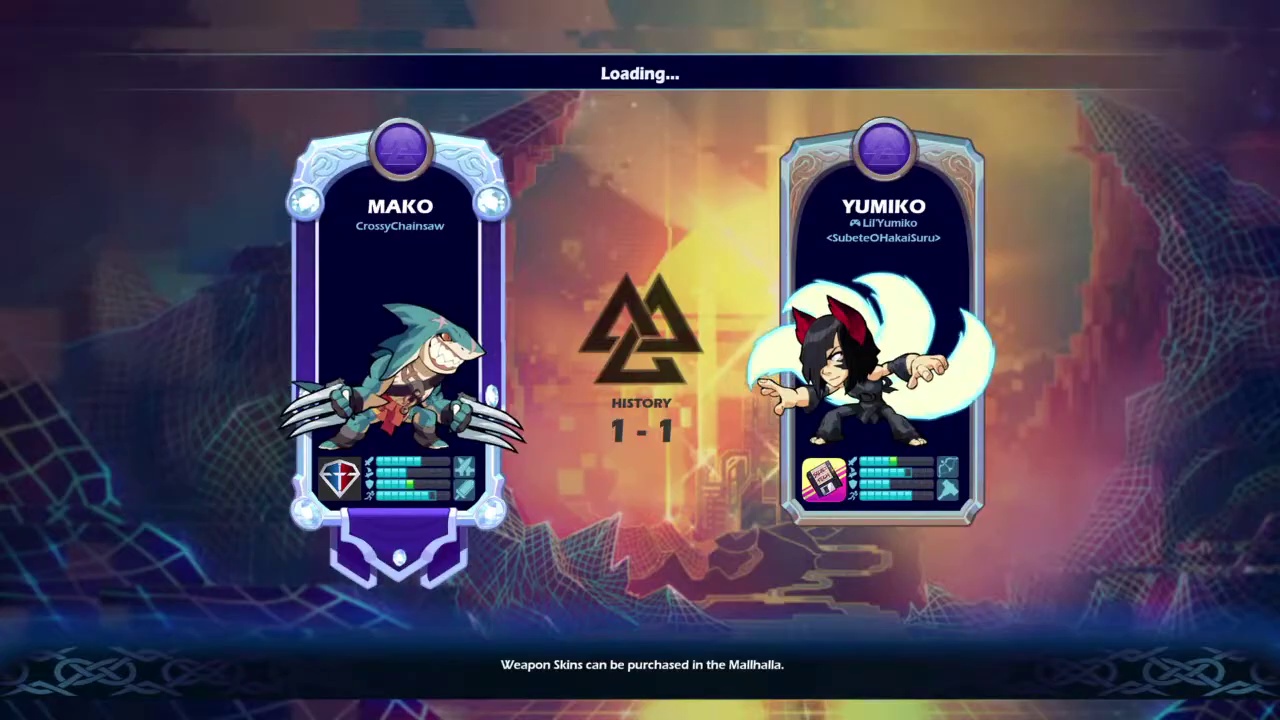 Loading...
MAKO
CrossyChainsaw
YUMIKO
Lil'Yumiko
<SubeteOHakaiSuru>
HISTORY
1 - 1
Weapon Skins can be purchased in the Mallhalla.